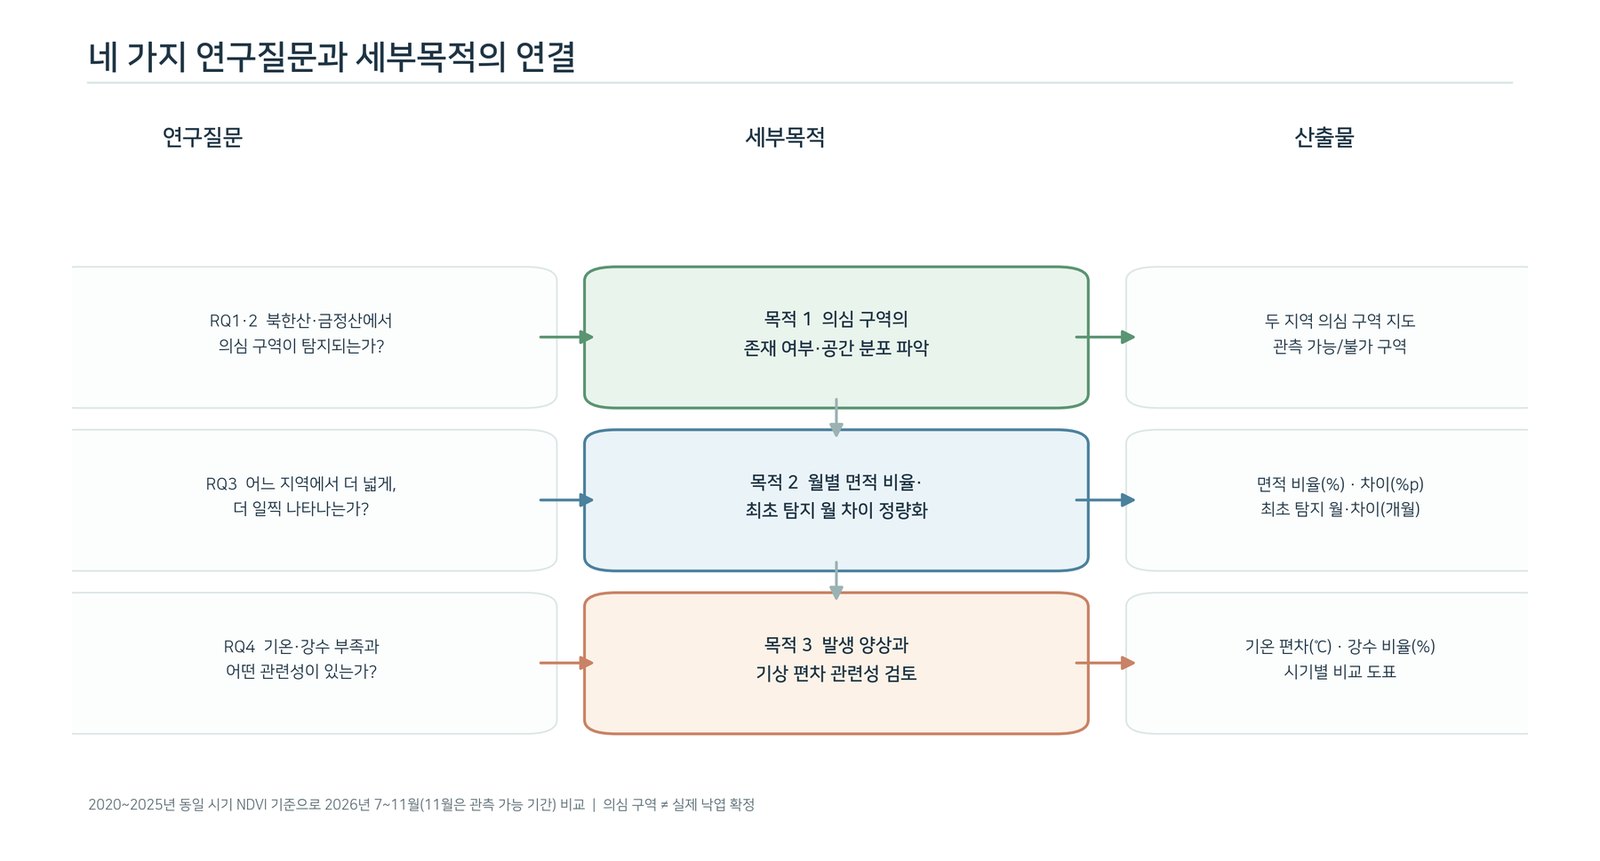 네 가지 연구질문과 세부목적의 연결
연구질문
세부목적
산출물
RQ1·2 북한산·금정산에서
의심 구역이 탐지되는가?
목적 1 의심 구역의
존재 여부·공간 분포 파악
두 지역 의심 구역 지도
관측 가능/불가 구역
RQ3 어느 지역에서 더 넓게,
더 일찍 나타나는가?
목적 2 월별 면적 비율·
최초 탐지 월 차이 정량화
면적 비율(%) · 차이(%p)
최초 탐지 월·차이(개월)
RQ4 기온·강수 부족과
어떤 관련성이 있는가?
목적 3 발생 양상과
기상 편차 관련성 검토
기온 편차(℃) · 강수 비율(%)
시기별 비교 도표
2020~2025년 동일 시기 NDVI 기준으로 2026년 7~11월(11월은 관측 가능 기간) 비교 | 의심 구역 ≠ 실제 낙엽 확정